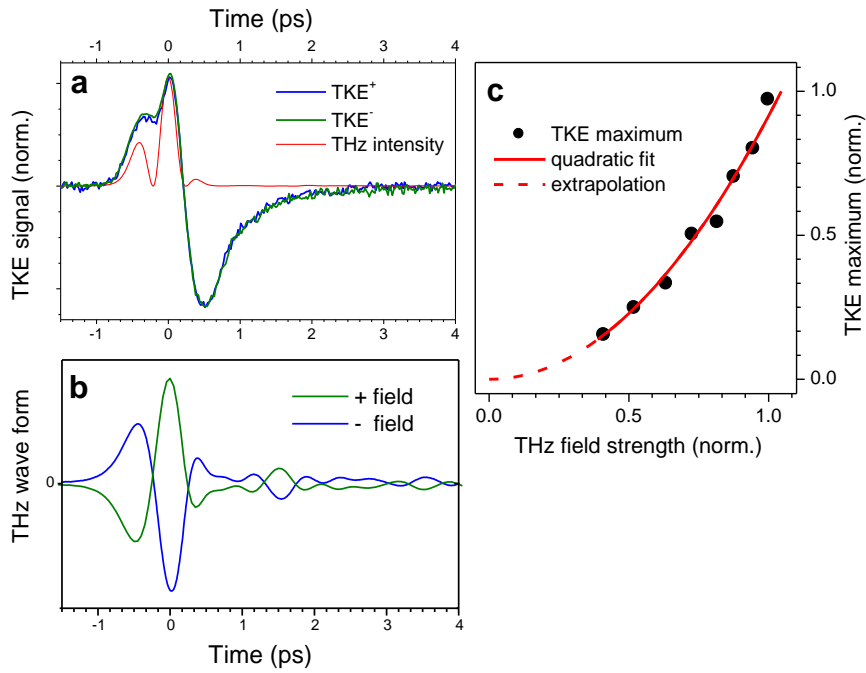 Time (ps)
-1 0 1 2 3 4
a
TKE+
TKE-
THz intensity
TKE signal (norm.)
-1 0 1 2 3 4
b
+ field
- field
THz wave form
0
-1 0 1 2 3 4
Time (ps)
c
TKE maximum
quadratic fit
extrapolation
1.0
0.5
0.0
TKE maximum (norm.)
0.0 0.5 1.0
THz field strength (norm.)